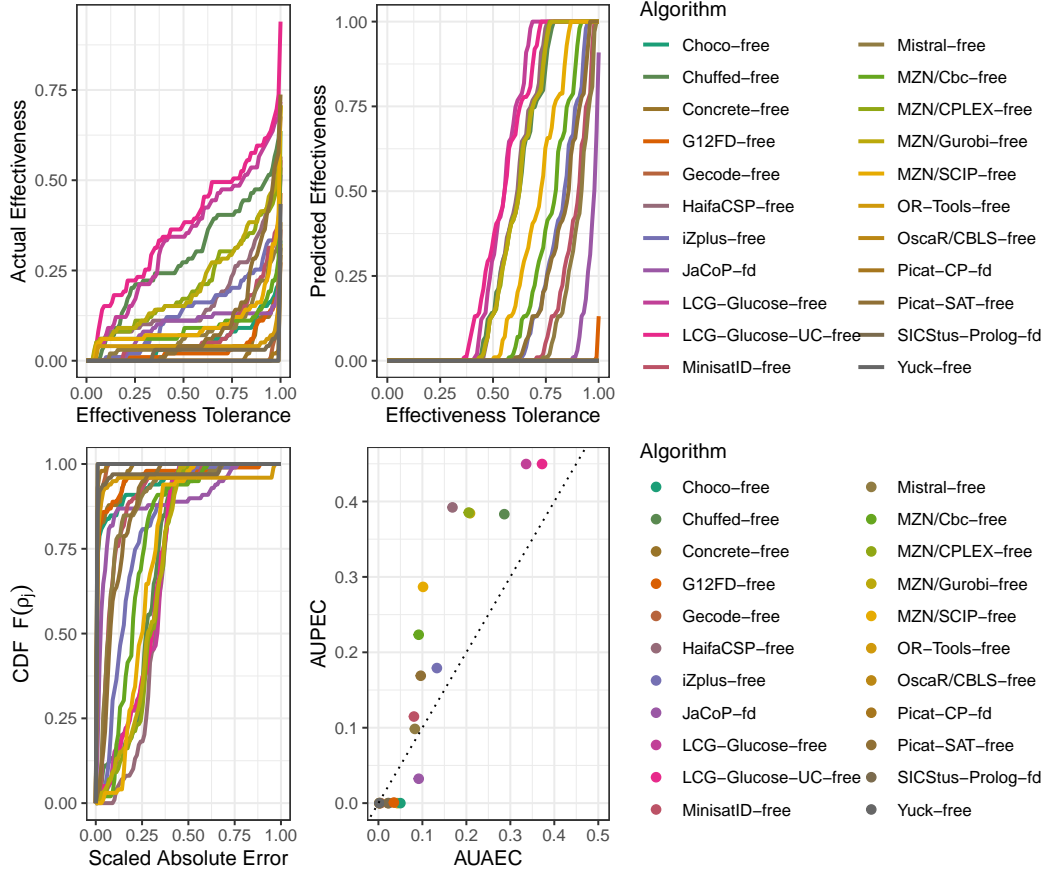 Actual Effectiveness
0.75
0.50
0.25
0.00
0.00 0.25 0.50 0.75 1.00
Effectiveness Tolerance
Predicted Effectiveness
1.00
0.75
0.50
0.25
0.00
0.00 0.25 0.50 0.75 1.00
Effectiveness Tolerance
Algorithm
Choco−free
Chuffed−free
Concrete−free
G12FD−free
Gecode−free
HaifaCSP−free
iZplus−free
JaCoP−fd
LCG−Glucose−free
LCG−Glucose−UC−free
MinisatID−free
Mistral−free
MZN/Cbc−free
MZN/CPLEX−free
MZN/Gurobi−free
MZN/SCIP−free
OR−Tools−free
OscaR/CBLS−free
Picat−CP−fd
Picat−SAT−free
SICStus−Prolog−fd
Yuck−free
CDF F(ρj)
1.00
0.75
0.50
0.25
0.00
0.00 0.25 0.50 0.75 1.00
Scaled Absolute Error
AUPEC
0.4
0.3
0.2
0.1
0.0
0.0 0.1 0.2 0.3 0.4 0.5
AUAEC
Algorithm
Choco−free
Chuffed−free
Concrete−free
G12FD−free
Gecode−free
HaifaCSP−free
iZplus−free
JaCoP−fd
LCG−Glucose−free
LCG−Glucose−UC−free
MinisatID−free
Mistral−free
MZN/Cbc−free
MZN/CPLEX−free
MZN/Gurobi−free
MZN/SCIP−free
OR−Tools−free
OscaR/CBLS−free
Picat−CP−fd
Picat−SAT−free
SICStus−Prolog−fd
Yuck−free